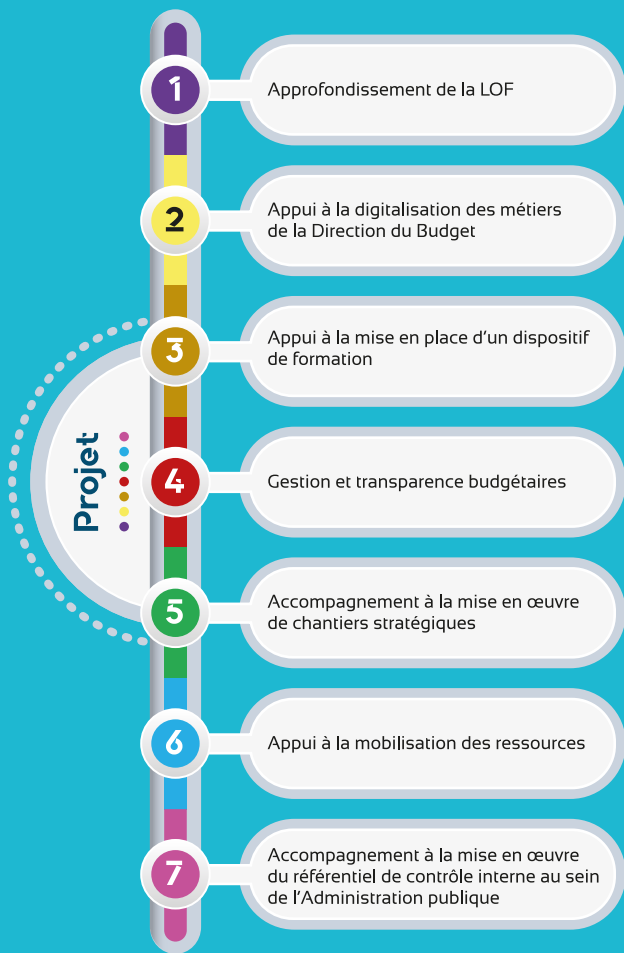 Projet
1
Approfondissement de la LOF
2
Appui à la digitalisation des métiers
de la Direction du Budget
3
Appui à la mise en place d'un dispositif
de formation
4
Gestion et transparence budgétaires
5
Accompagnement à la mise en œuvre
de chantiers stratégiques
6
Appui à la mobilisation des ressources
7
Accompagnement à la mise en œuvre
du référentiel de contrôle interne au sein
de l'Administration publique